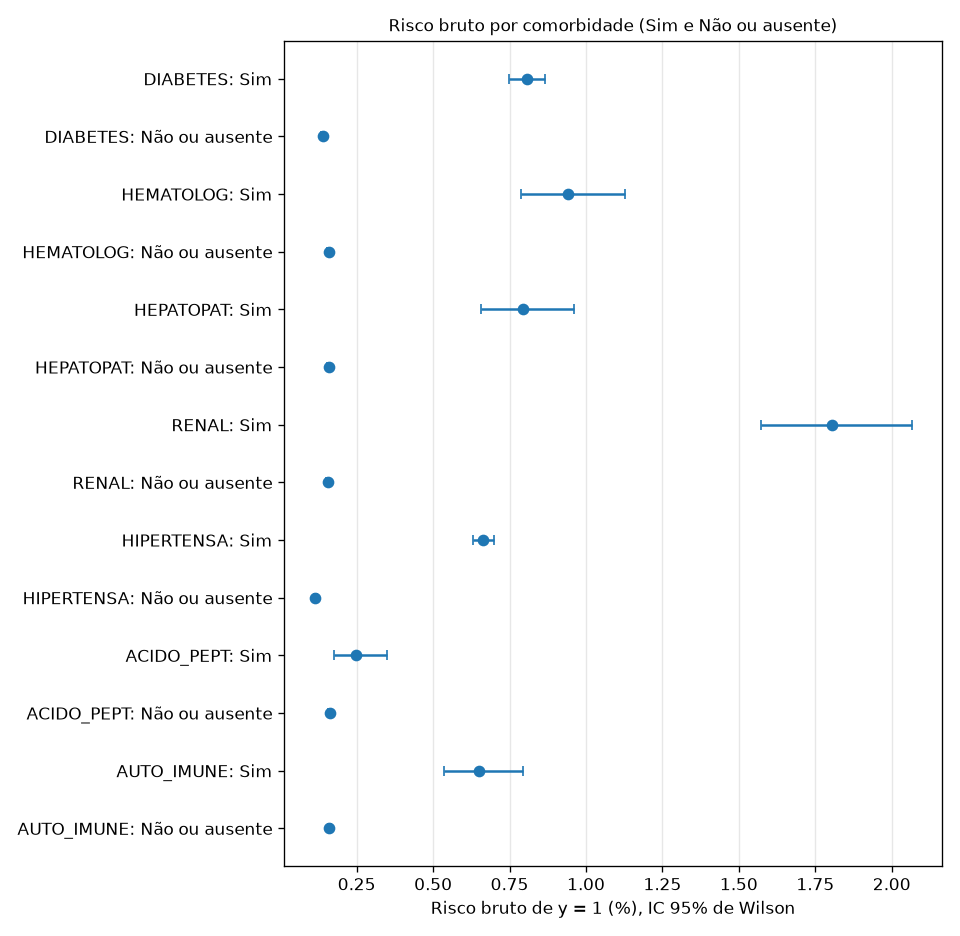 Risco bruto por comorbidade (Sim e Não ou ausente)
DIABETES: Sim
DIABETES: Não ou ausente
HEMATOLOG: Sim
HEMATOLOG: Não ou ausente
HEPATOPAT: Sim
HEPATOPAT: Não ou ausente
RENAL: Sim
RENAL: Não ou ausente
HIPERTENSA: Sim
HIPERTENSA: Não ou ausente
ACIDO_PEPT: Sim
ACIDO_PEPT: Não ou ausente
AUTO_IMUNE: Sim
AUTO_IMUNE: Não ou ausente
0.25 0.50 0.75 1.00 1.25 1.50 1.75 2.00
Risco bruto de y = 1 (%), IC 95% de Wilson